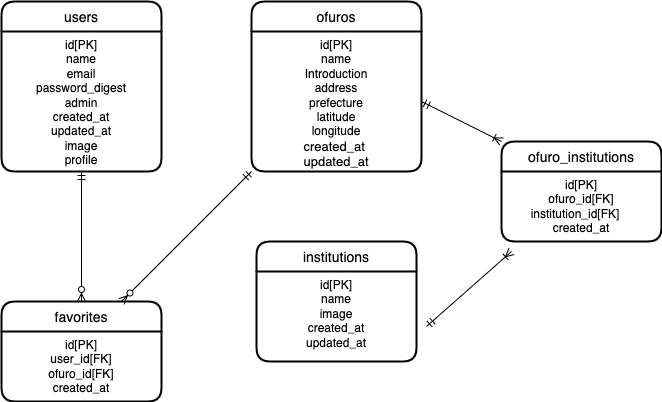 users
id[PK]
name
email
password_digest
admin
created_at
updated_at
image
profile
ofuros
id[PK]
name
Introduction
address
prefecture
latitude
longitude
created_at
updated_at
ofuro_institutions
id[PK]
ofuro_id[FK]
institution_id[FK]
created_at
institutions
id[PK]
name
image
created_at
updated_at
favorites
id[PK]
user_id[FK]
ofuro_id[FK]
created_at